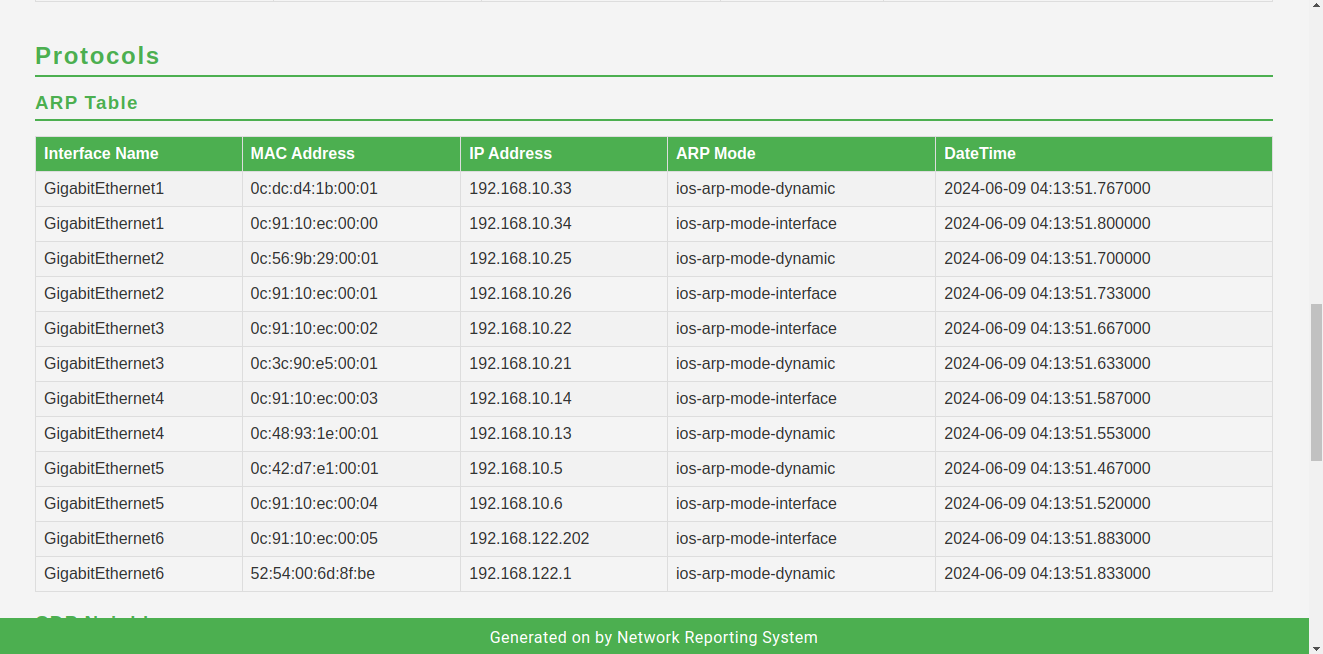 Protocols
ARP Table
Interface Name MAC Address IP Address ARP Mode DateTime
GigabitEthernet1 0c:dc:d4:1b:00:01 192.168.10.33 ios-arp-mode-dynamic 2024-06-09 04:13:51.767000
GigabitEthernet1 0c:91:10:ec:00:00 192.168.10.34 ios-arp-mode-interface 2024-06-09 04:13:51.800000
GigabitEthernet2 0c:56:9b:29:00:01 192.168.10.25 ios-arp-mode-dynamic 2024-06-09 04:13:51.700000
GigabitEthernet2 0c:91:10:ec:00:01 192.168.10.26 ios-arp-mode-interface 2024-06-09 04:13:51.733000
GigabitEthernet3 0c:91:10:ec:00:02 192.168.10.22 ios-arp-mode-interface 2024-06-09 04:13:51.667000
GigabitEthernet3 0c:3c:90:e5:00:01 192.168.10.21 ios-arp-mode-dynamic 2024-06-09 04:13:51.633000
GigabitEthernet4 0c:91:10:ec:00:03 192.168.10.14 ios-arp-mode-interface 2024-06-09 04:13:51.587000
GigabitEthernet4 0c:48:93:1e:00:01 192.168.10.13 ios-arp-mode-dynamic 2024-06-09 04:13:51.553000
GigabitEthernet5 0c:42:d7:e1:00:01 192.168.10.5 ios-arp-mode-dynamic 2024-06-09 04:13:51.467000
GigabitEthernet5 0c:91:10:ec:00:04 192.168.10.6 ios-arp-mode-interface 2024-06-09 04:13:51.520000
GigabitEthernet6 0c:91:10:ec:00:05 192.168.122.202 ios-arp-mode-interface 2024-06-09 04:13:51.883000
GigabitEthernet6 52:54:00:6d:8f:be 192.168.122.1 ios-arp-mode-dynamic 2024-06-09 04:13:51.833000
Generated on by Network Reporting System